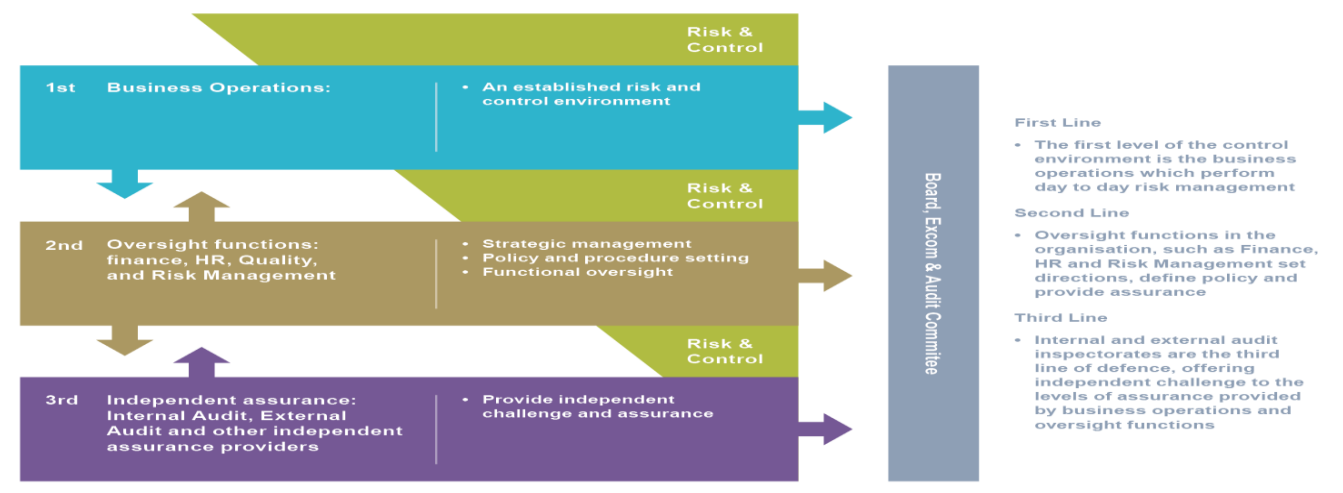 Risk &
Control
1st Business Operations:
• An established risk and
control environment
Risk &
Control
2nd Oversight functions:
finance, HR, Quality,
and Risk Management
• Strategic management
• Policy and procedure setting
• Functional oversight
Risk &
Control
3rd Independent assurance:
Internal Audit, External
Audit and other independent
assurance providers
• Provide independent
challenge and assurance
Board, Excom & Audit Commitee
First Line
• The first level of the control
environment is the business
operations which perform
day to day risk management
Second Line
• Oversight functions in the
organisation, such as Finance,
HR and Risk Management set
directions, define policy and
provide assurance
Third Line
• Internal and external audit
inspectorates are the third
line of defence, offering
independent challenge to the
levels of assurance provided
by business operations and
oversight functions